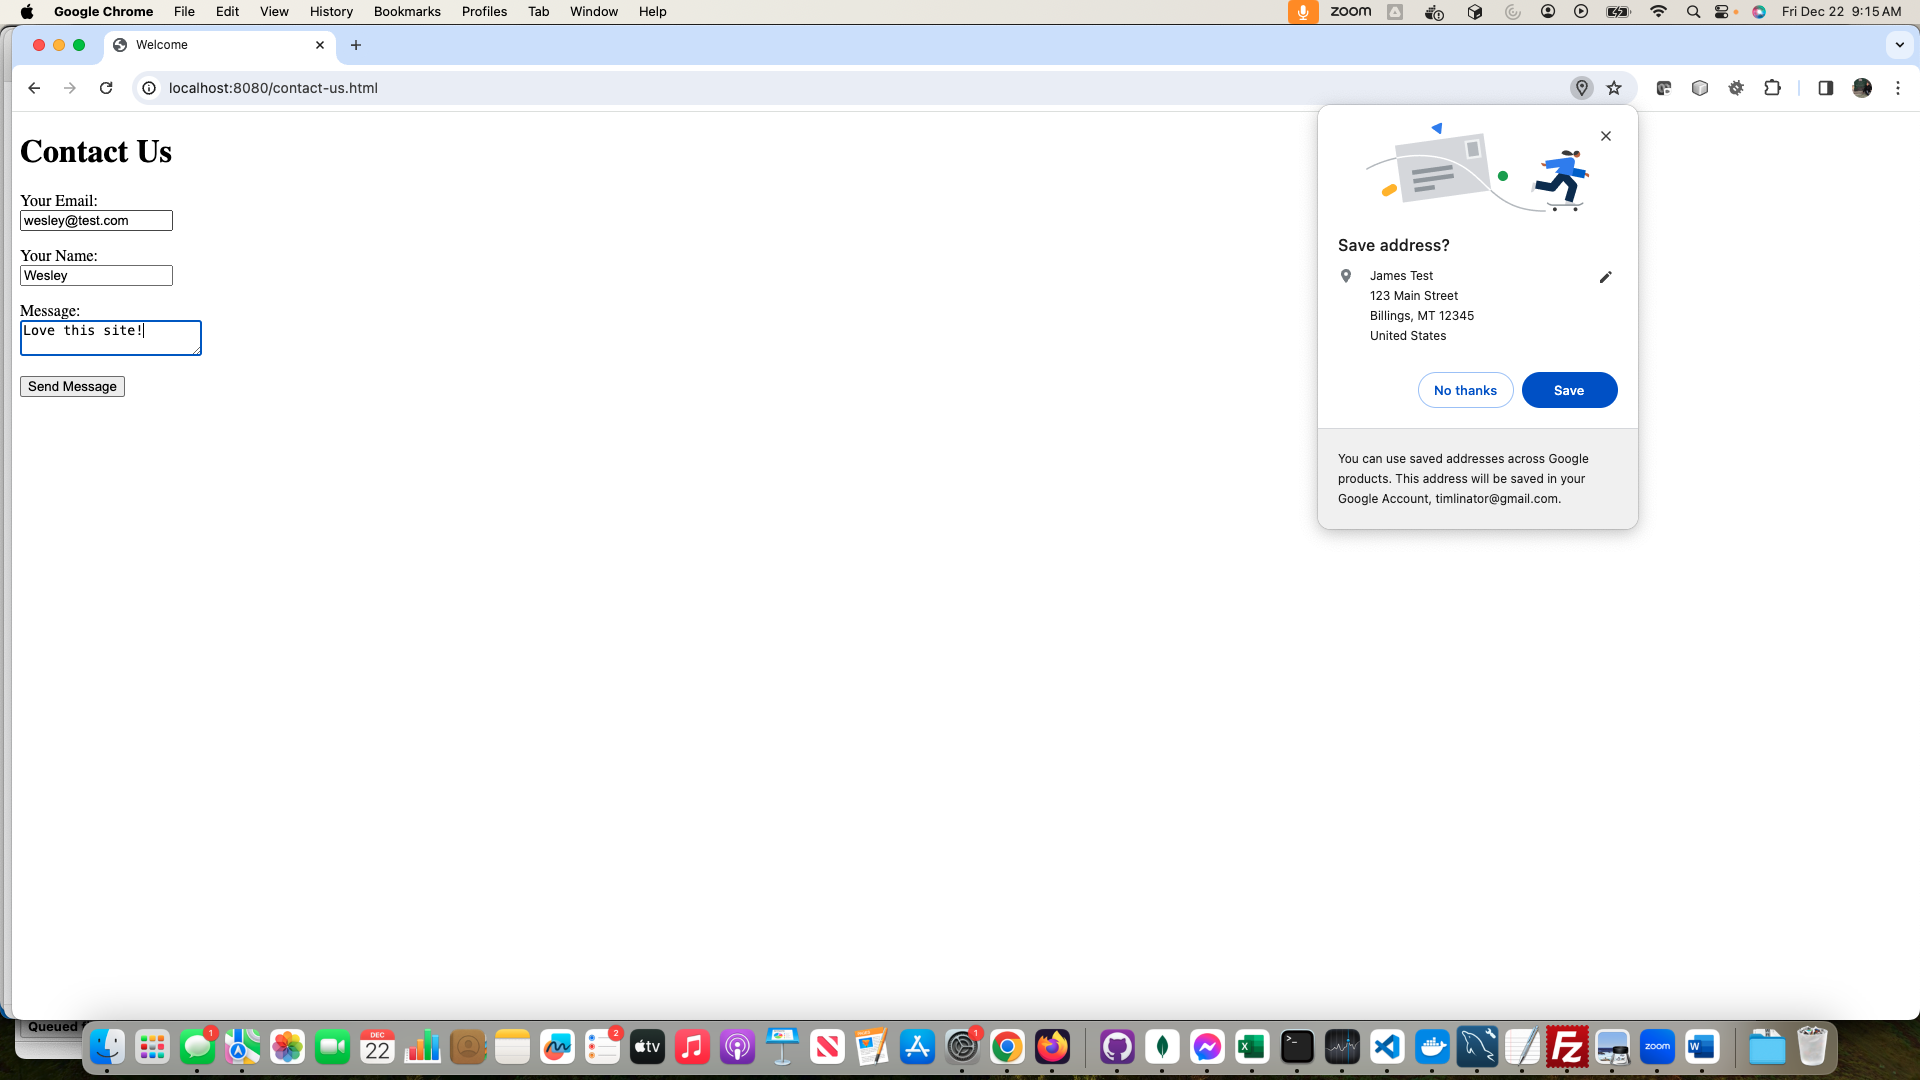 Google Chrome File Edit View History Bookmarks Profiles Tab Window Help zoom Fri Dec 22 9:15 AM
Welcome
localhost:8080/contact-us.html
Contact Us
Your Email:
wesley@test.com
Your Name:
Wesley
Message:
Love this site!
Send Message
Save address?
James Test
123 Main Street
Billings, MT 12345
United States
No thanks Save
You can use saved addresses across Google
products. This address will be saved in your
Google Account, timlinator@gmail.com.
Queued
1
DEC
22
2
tv
1
zoom
W